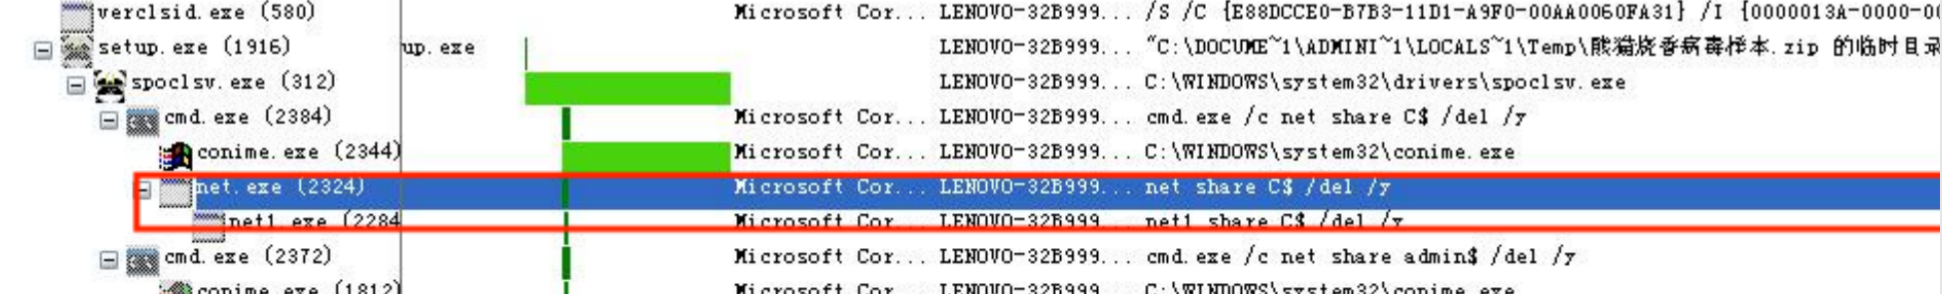 verclsid.exe (580) Microsoft Cor... LENOVO-32B999... /S /C {E88DCCE0-B7B3-11D1-A9F0-00AA0060FA31} /I {0000013A-0000-00
setup.exe (1916) up.exe LENOVO-32B999... "C:\DOCUME~1\ADMINI~1\LOCALS~1\Temp\熊猫烧香病毒样本.zip 的临时目录
spoclsv.exe (312) LENOVO-32B999... C:\WINDOWS\system32\drivers\spoclsv.exe
cmd.exe (2384) Microsoft Cor... LENOVO-32B999... cmd.exe /c net share C$ /del /y
conime.exe (2344) Microsoft Cor... LENOVO-32B999... C:\WINDOWS\system32\conime.exe
net.exe (2324) Microsoft Cor... LENOVO-32B999... net share C$ /del /y
net1.exe (2284 Microsoft Cor... LENOVO-32B999... net1 share C$ /del /y
cmd.exe (2372) Microsoft Cor... LENOVO-32B999... cmd.exe /c net share admin$ /del /y
conime.exe (1812) Microsoft Cor... LENOVO-32B999... C:\WINDOWS\system32\conime.exe